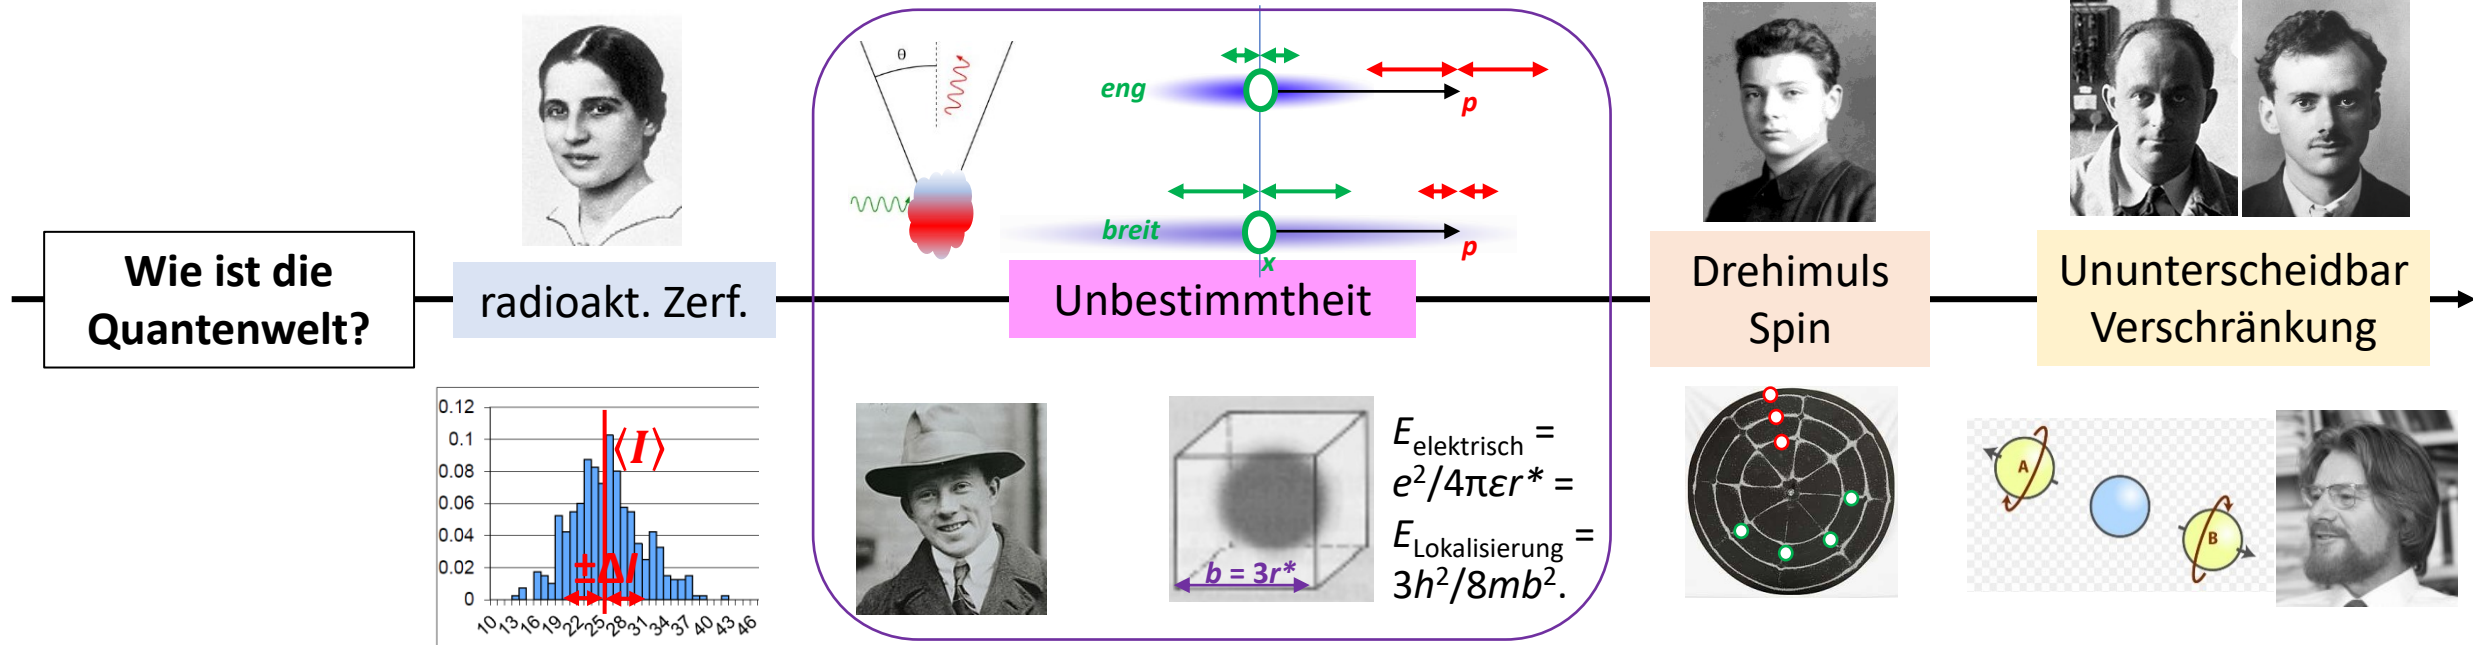 Wie ist die
Quantenwelt?
radioakt. Zerf.
0.12
0.1
0.08
0.06
0.04
0.02
0
⟨I⟩
±ΔI
10 13 16 19 22 25 28 31 34 37 40 43 46
θ
eng
p
breit
p
x
Unbestimmtheit
b = 3r*
E elektrisch =
e²/4πεr* =
E Lokalisierung =
3h²/8mb².
Drehimuls
Spin
Ununterscheidbar
Verschränkung
A
B